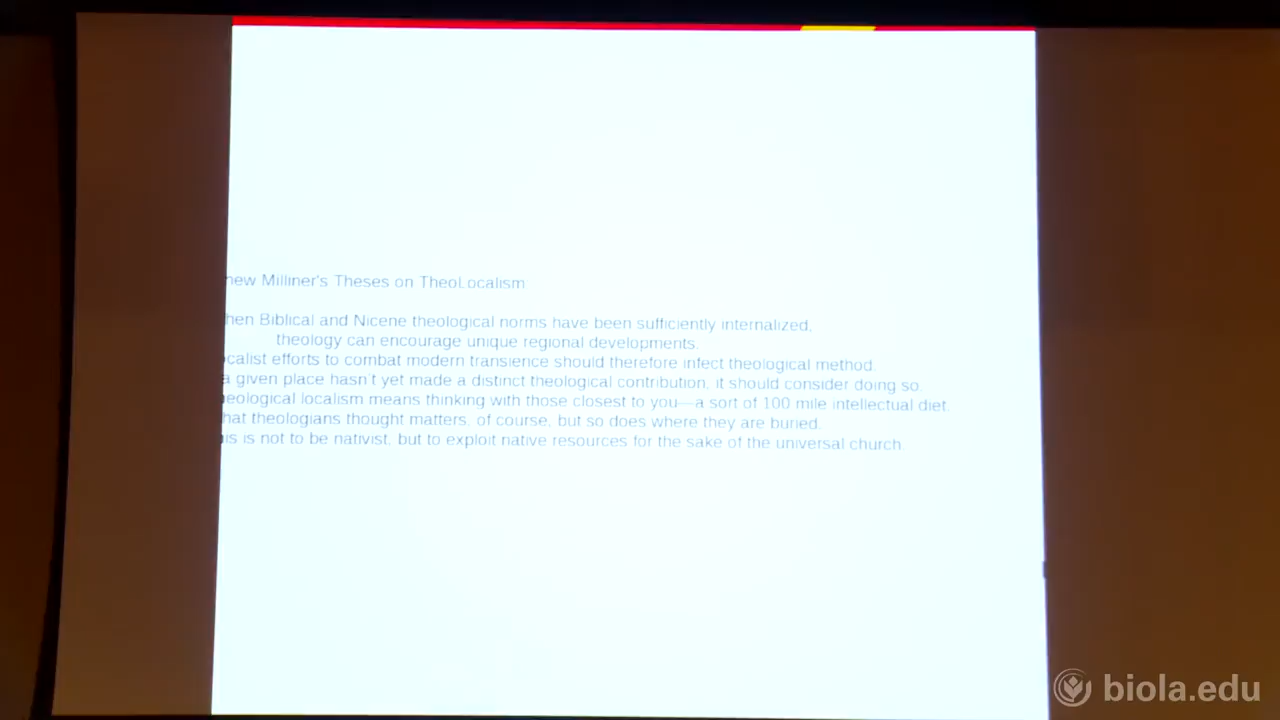 hew Milliner's Theses on TheoLocalism
hen Biblical and Nicene theological norms have been sufficiently internalized,
theology can encourage unique regional developments.
calist efforts to combat modern transience should therefore infect theological method.
a given place hasn't yet made a distinct theological contribution, it should consider doing so.
eological localism means thinking with those closest to you—a sort of 100 mile intellectual diet.
hat theologians thought matters, of course, but so does where they are buried.
is is not to be nativist, but to exploit native resources for the sake of the universal church.
biola.edu